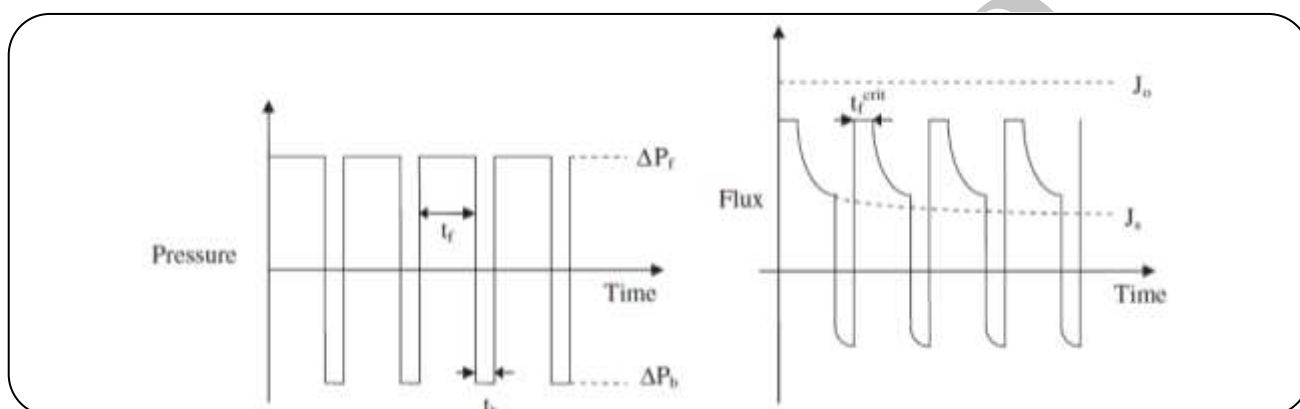 Pressure
Time
ΔP_f
ΔP_b
t_f
Flux
Time
J_o
J_s
t_f^crit